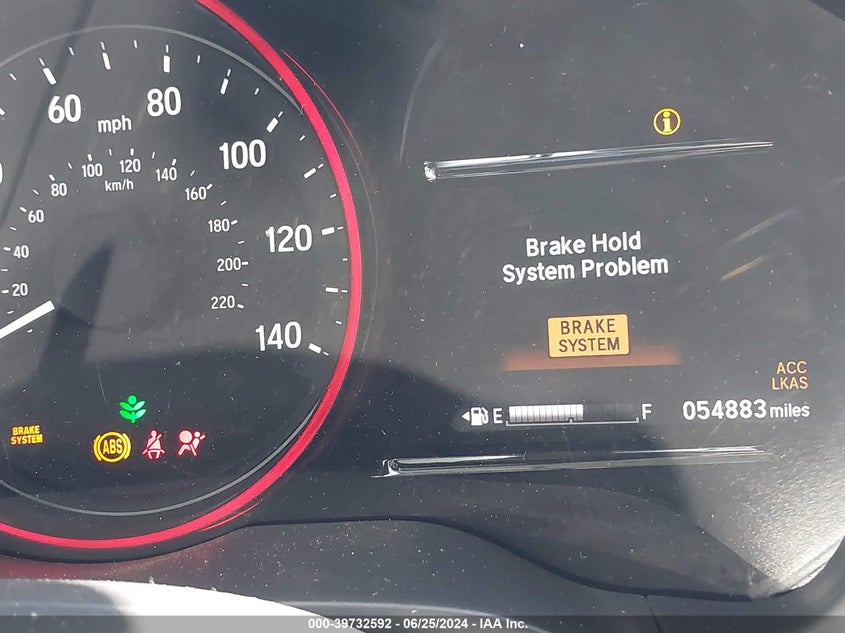 60
80
mph
100
120
140
80
100
120
140
km/h
160
60
180
40
200
20
220
Brake Hold
System Problem
BRAKE
SYSTEM
ACC
LKAS
E
F
054883 miles
BRAKE
SYSTEM
ABS
000-39732592 - 06/25/2024 - IAA Inc.